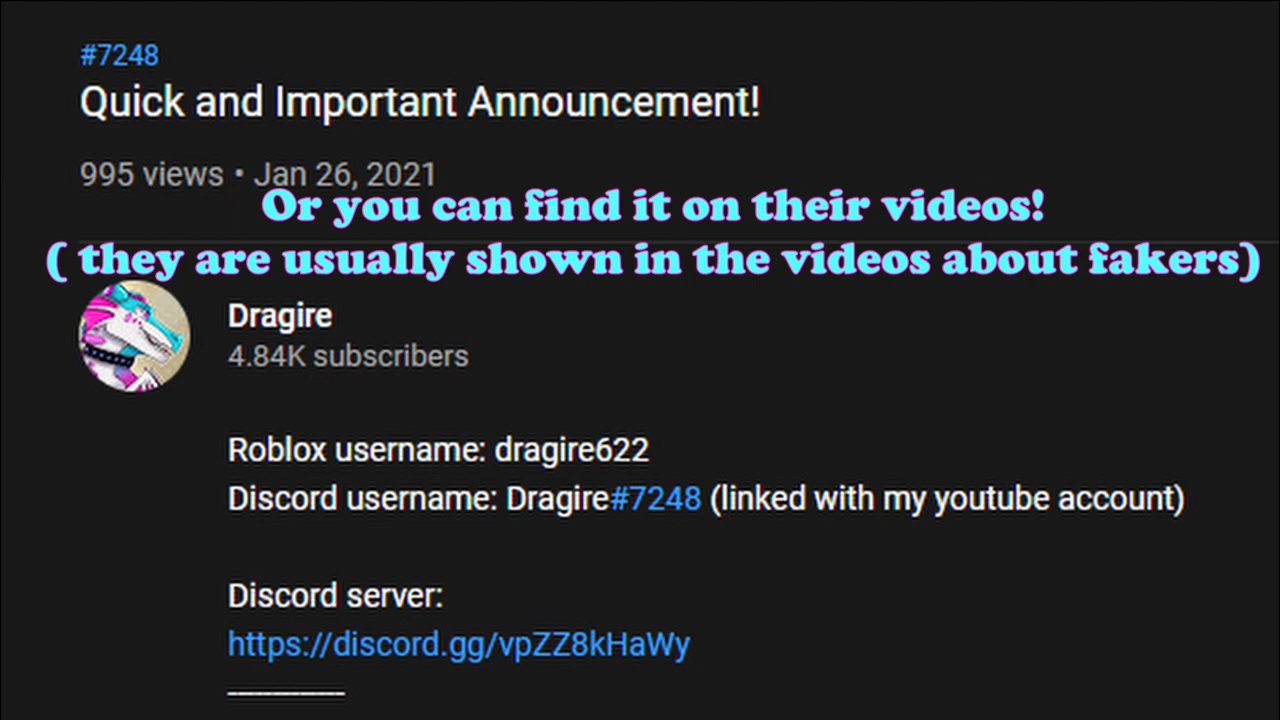 #7248
Quick and Important Announcement!
995 views • Jan 26, 2021
Or you can find it on their videos!
( they are usually shown in the videos about fakers)
Dragire
4.84K subscribers
Roblox username: dragire622
Discord username: Dragire#7248 (linked with my youtube account)
Discord server:
https://discord.gg/vpZZ8kHaWy